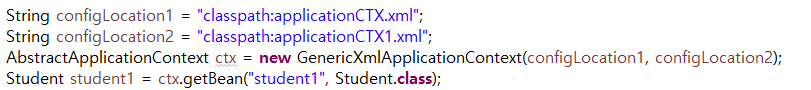 String configLocation1 = "classpath:applicationCTX.xml";
String configLocation2 = "classpath:applicationCTX1.xml";
AbstractApplicationContext ctx = new GenericXmlApplicationContext(configLocation1, configLocation2);
Student student1 = ctx.getBean("student1", Student.class);